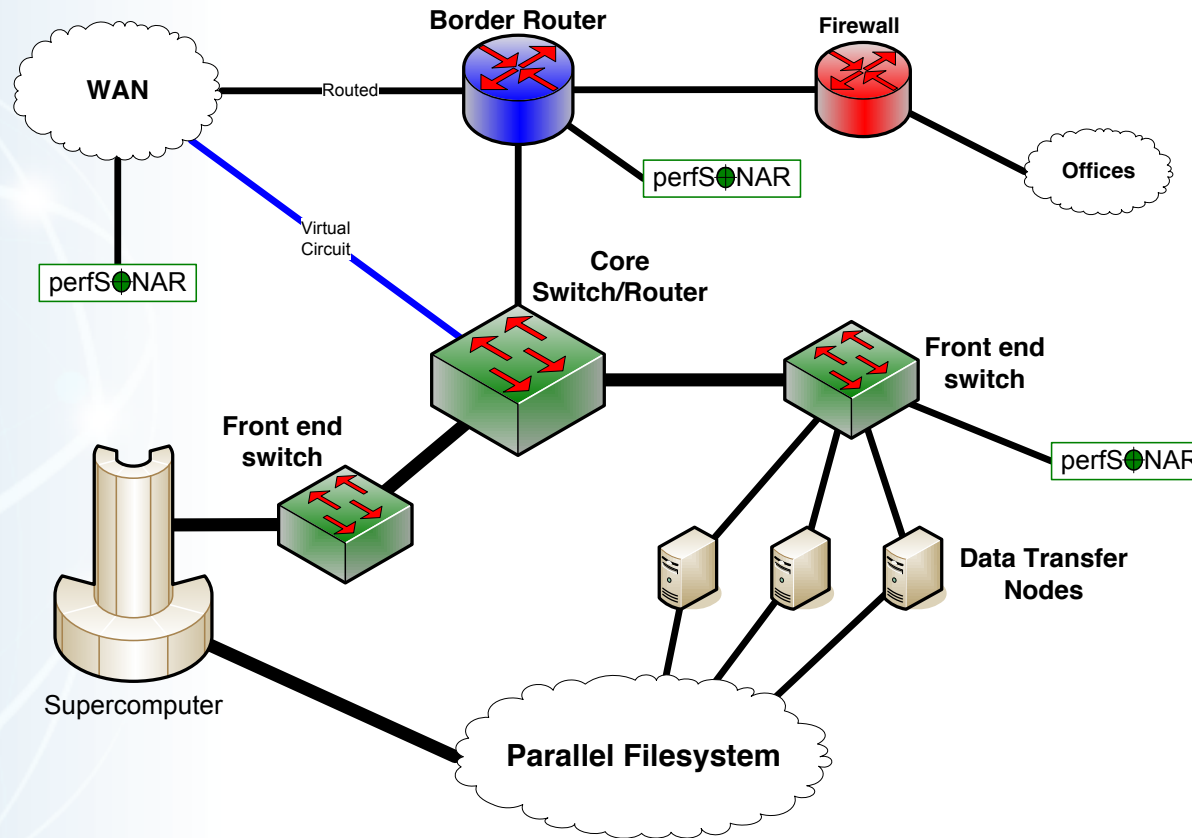 Border Router
Firewall
WAN
Routed
perfSONAR
Offices
Virtual
Circuit
perfSONAR
Core
Switch/Router
Front end
switch
Front end
switch
perfSONAR
Data Transfer
Nodes
Supercomputer
Parallel Filesystem